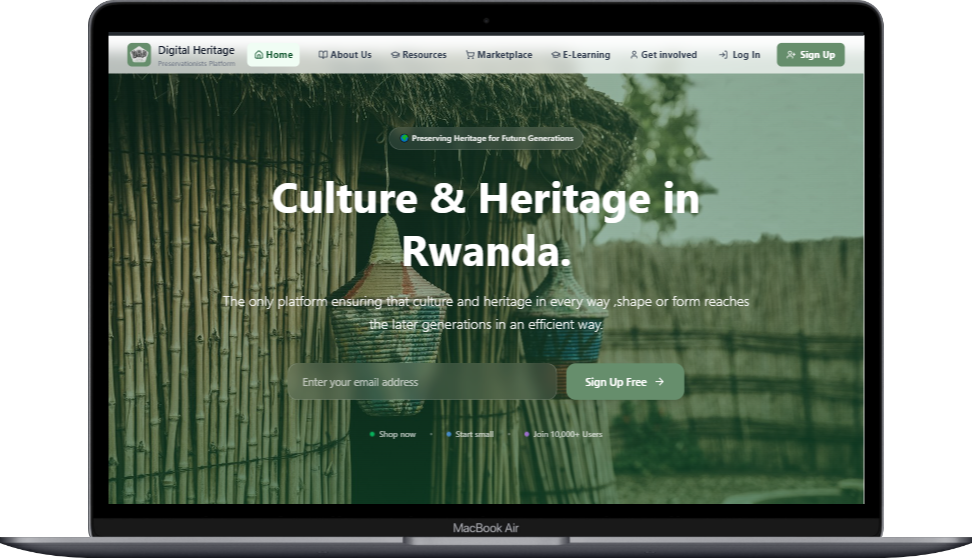 Digital Heritage
Preservationists Platform
Home
About Us
Resources
Marketplace
E-Learning
Get involved
Log In
Sign Up
Preserving Heritage for Future Generations
Culture & Heritage in
Rwanda.
The only platform ensuring that culture and heritage in every way ,shape or form reaches
the later generations in an efficient way.
Enter your email address
Sign Up Free →
Shop now
Start small
Join 10,000+ Users
MacBook Air